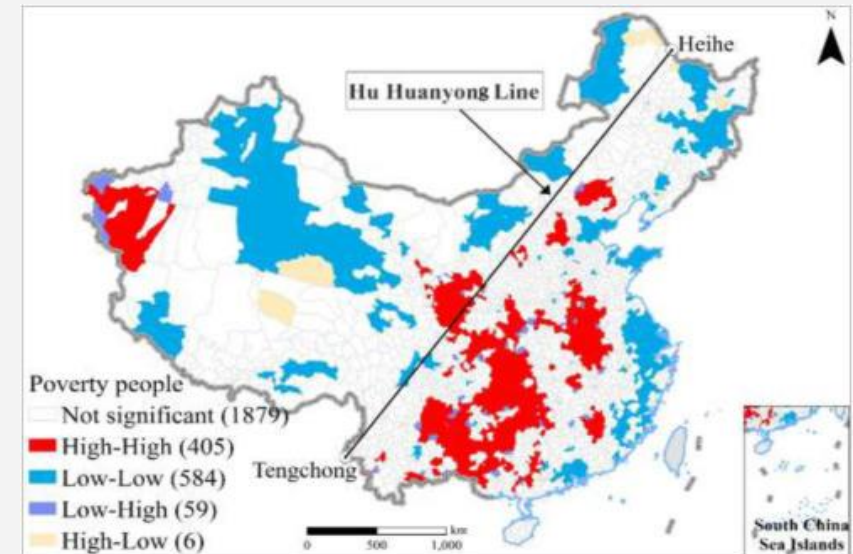 N
Heihe
Hu Huanyong Line
Poverty people
Not significant (1879)
High-High (405)
Low-Low (584)
Low-High (59)
High-Low (6)
Tengchong
km
0 500 1,000
South China
Sea Islands